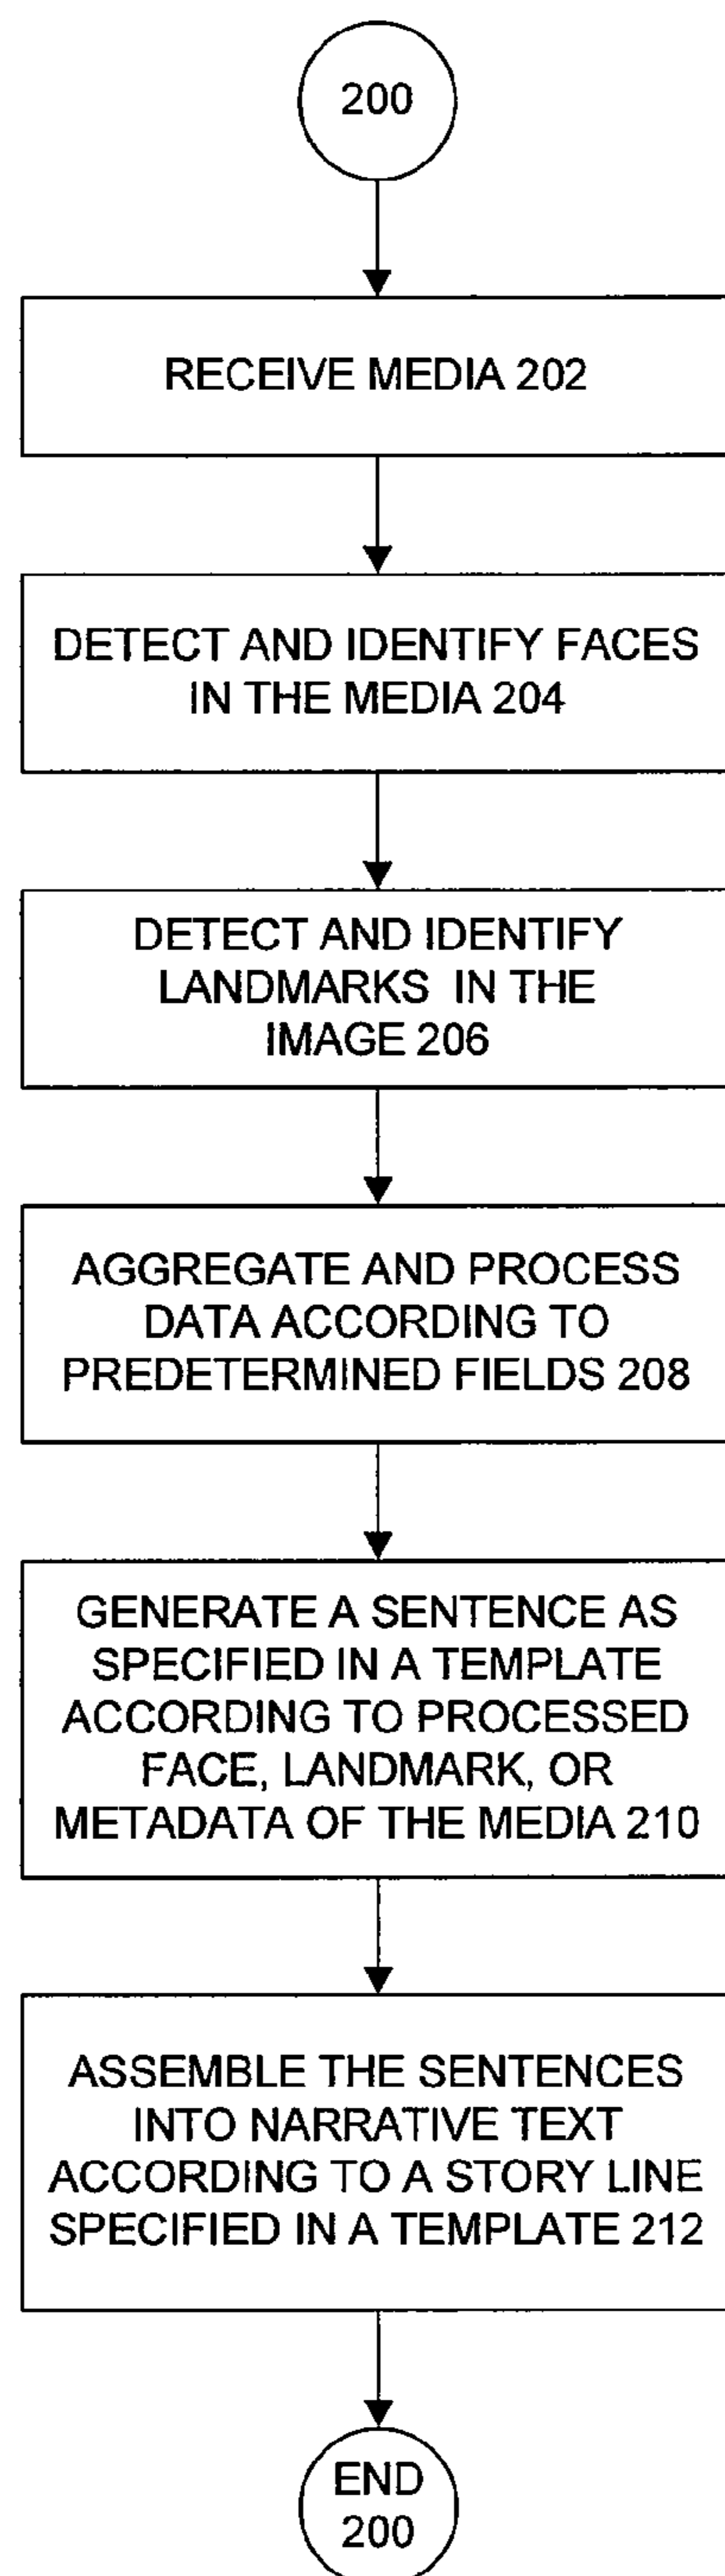 200
RECEIVE MEDIA 202
DETECT AND IDENTIFY FACES
IN THE MEDIA 204
DETECT AND IDENTIFY
LANDMARKS IN THE
IMAGE 206
AGGREGATE AND PROCESS
DATA ACCORDING TO
PREDETERMINED FIELDS 208
GENERATE A SENTENCE AS
SPECIFIED IN A TEMPLATE
ACCORDING TO PROCESSED
FACE, LANDMARK, OR
METADATA OF THE MEDIA 210
ASSEMBLE THE SENTENCES
INTO NARRATIVE TEXT
ACCORDING TO A STORY LINE
SPECIFIED IN A TEMPLATE 212
END
200